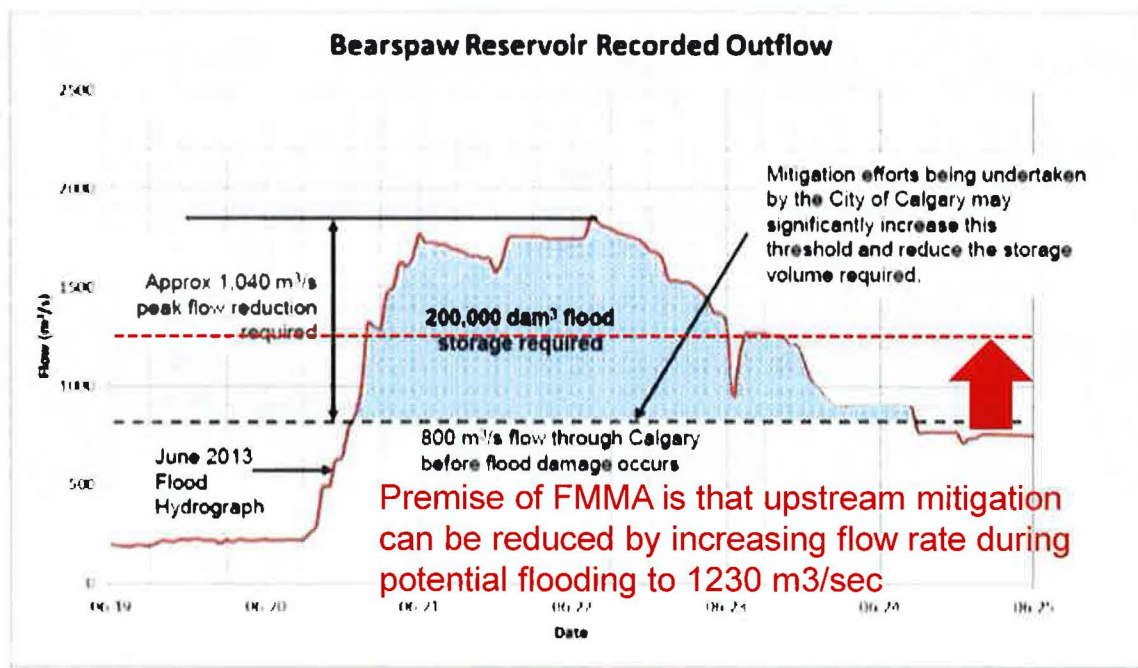 Bearspaw Reservoir Recorded Outflow
2500
2000
1500
1000
500
0
Flow (m³/s)
Approx 1,040 m³/s
peak flow reduction
required
200,000 dam³ flood
storage required
Mitigation efforts being undertaken
by the City of Calgary may
significantly increase this
threshold and reduce the storage
volume required.
800 m³/s flow through Calgary
before flood damage occurs
June 2013
Flood
Hydrograph
Premise of FMMA is that upstream mitigation
can be reduced by increasing flow rate during
potential flooding to 1230 m3/sec
06-19
06-20
06-21
06-22
06-23
06-24
06-25
Date